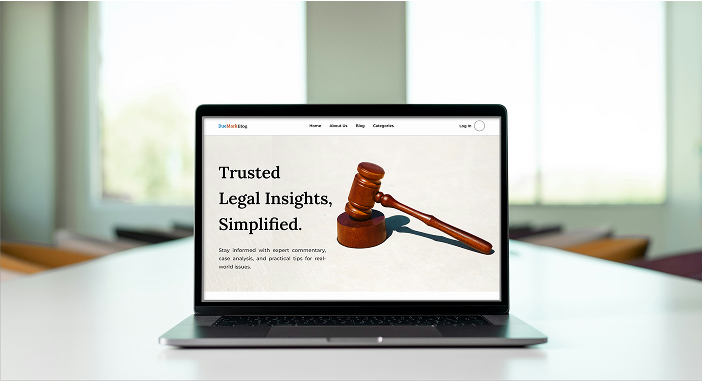 DueMarkBlog
Home About Us Blog Categories
Log In
Trusted
Legal Insights,
Simplified.
Stay informed with expert commentary,
case analysis, and practical tips for real-
world issues.